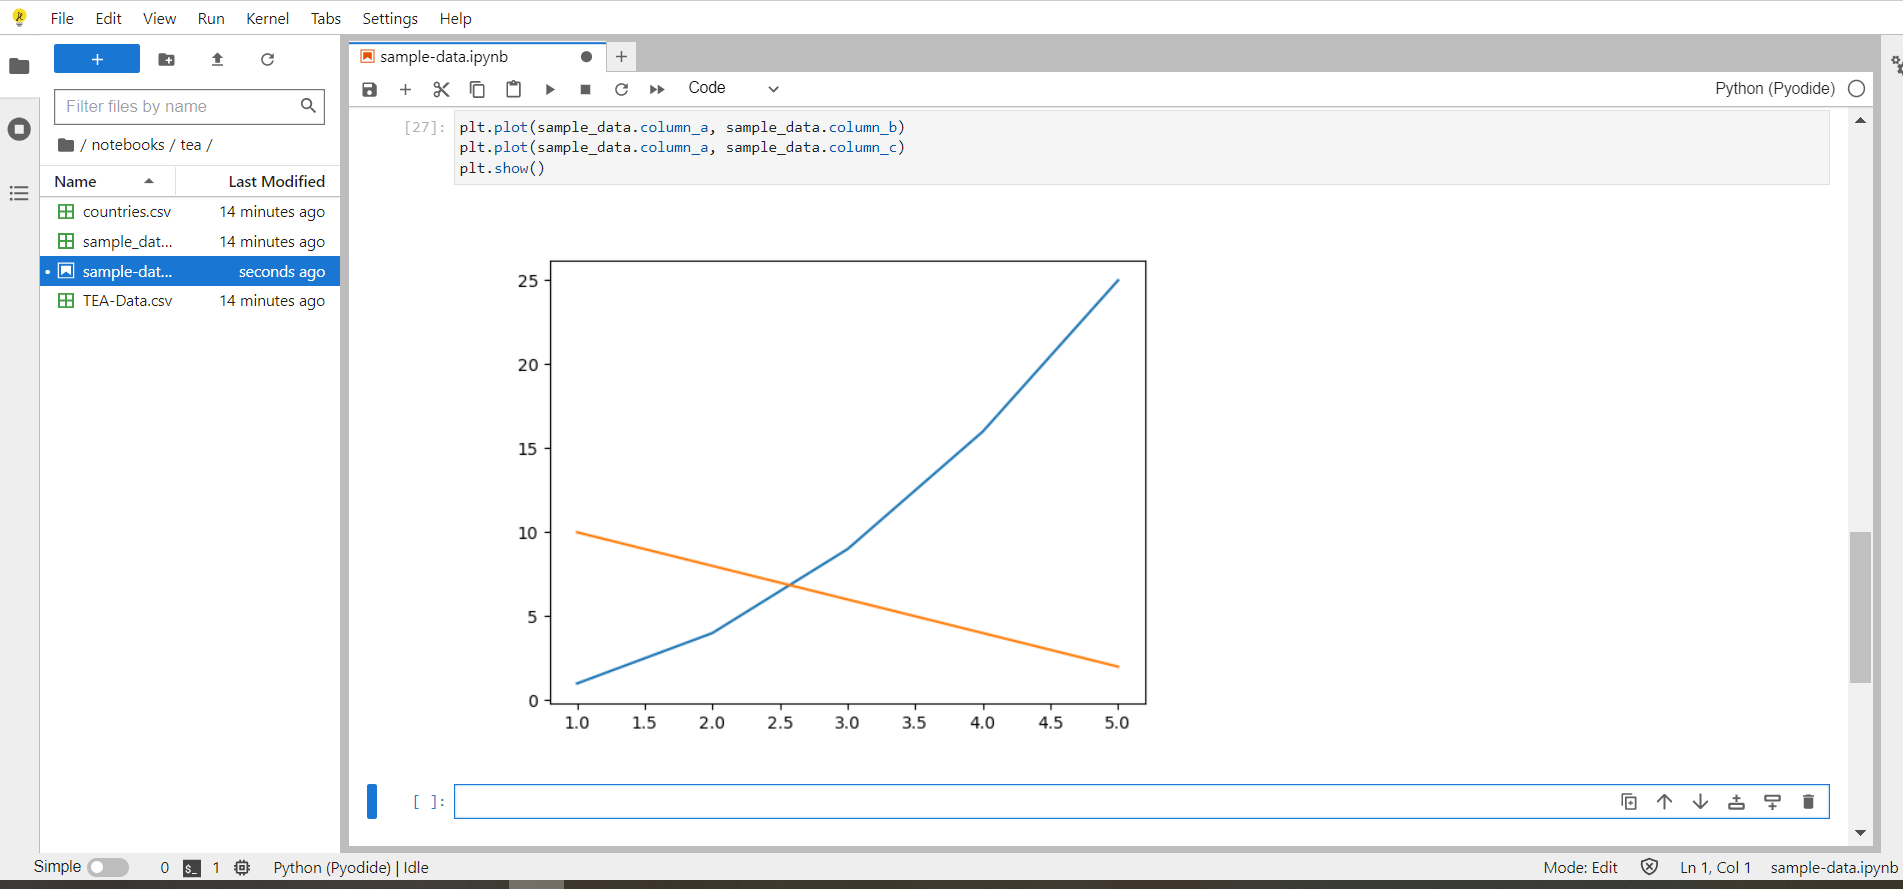 File Edit View Run Kernel Tabs Settings Help
+
Filter files by name
/ notebooks / tea /
Name Last Modified
countries.csv 14 minutes ago
sample_dat... 14 minutes ago
sample-dat... seconds ago
TEA-Data.csv 14 minutes ago
sample-data.ipynb
Code
Python (Pyodide)
[27]: plt.plot(sample_data.column_a, sample_data.column_b)
plt.plot(sample_data.column_a, sample_data.column_c)
plt.show()
25
20
15
10
5
0
1.0 1.5 2.0 2.5 3.0 3.5 4.0 4.5 5.0
[ ]:
Simple 0 $_ 1 Python (Pyodide) | Idle Mode: Edit Ln 1, Col 1 sample-data.ipynb